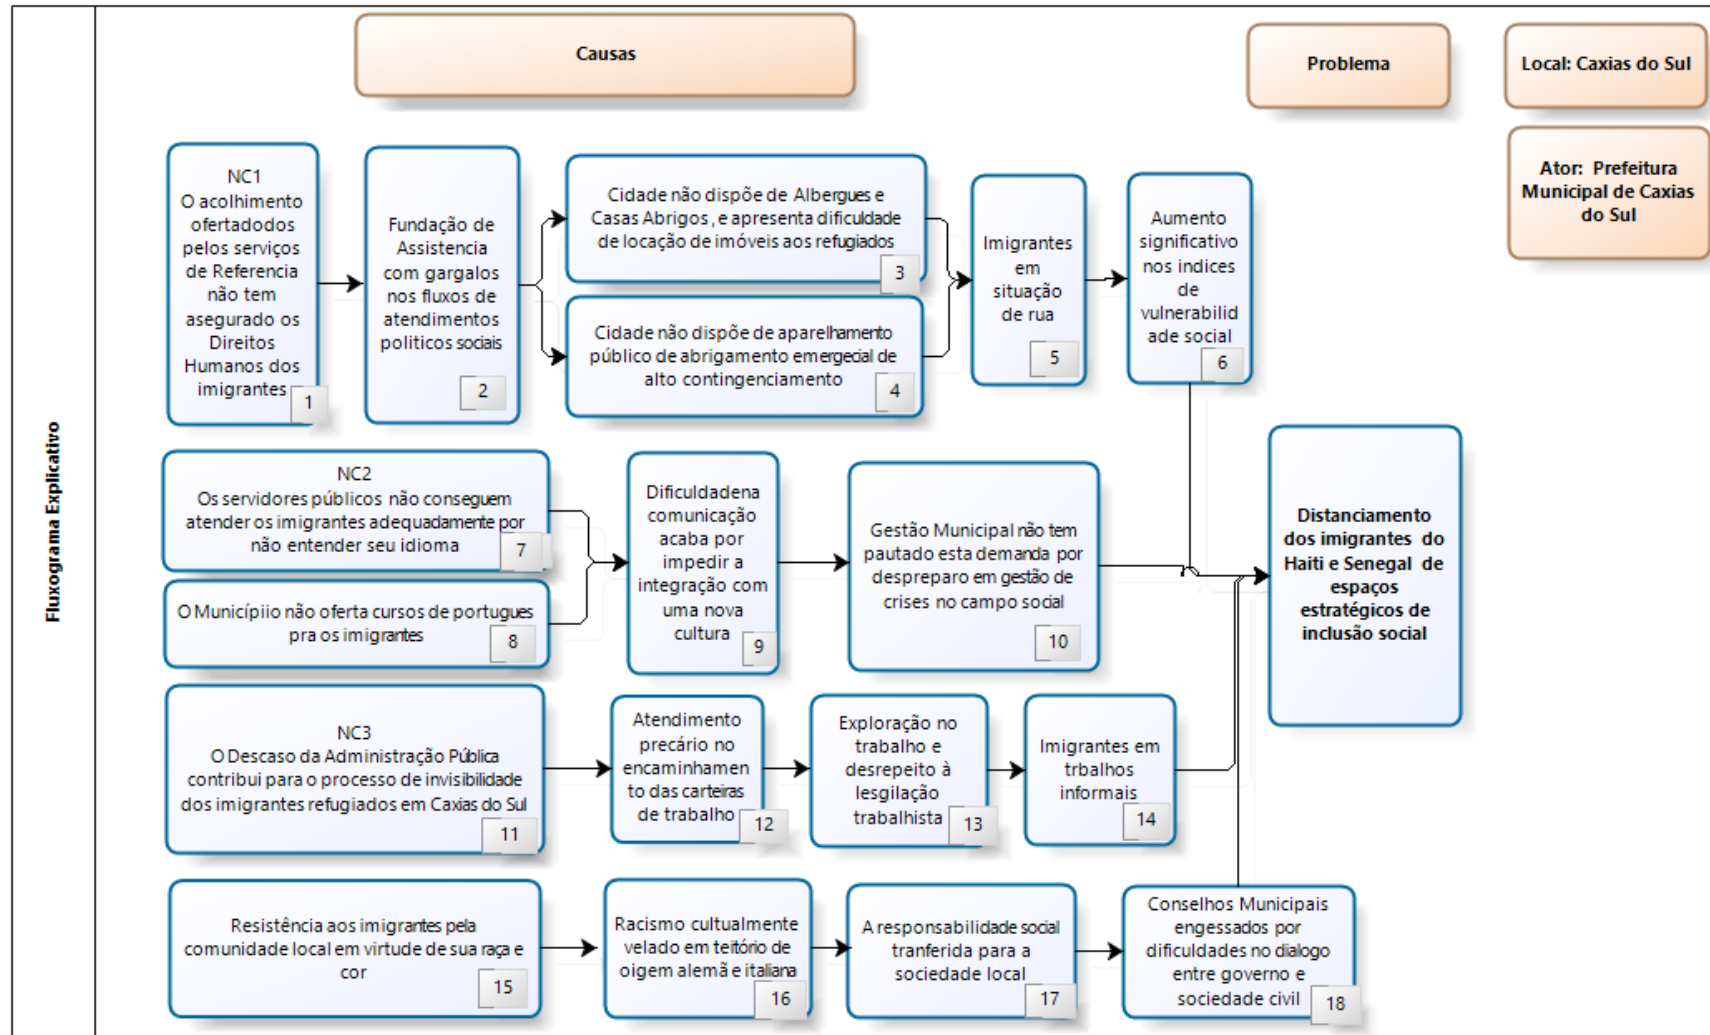 Fluxograma Explicativo
Causas
Problema
Local: Caxias do Sul
Ator: Prefeitura
Municipal de Caxias
do Sul
NC1
O acolhimento
ofertadodos
pelos serviços
de Referencia
não tem
asegurado os
Direitos
Humanos dos
imigrantes
1
Fundação de
Assistencia
com gargalos
nos fluxos de
atendimentos
politicos sociais
2
Cidade não dispõe de Albergues e
Casas Abrigos, e apresenta dificuldade
de locação de imóveis aos refugiados
3
Cidade não dispõe de aparelhamento
público de abrigamento emergecial de
alto contingenciamento
4
Imigrantes
em
situação
de rua
5
Aumento
significativo
nos indices
de
vulnerabilid
ade social
6
NC2
Os servidores públicos não conseguem
atender os imigrantes adequadamente por
não entender seu idioma
7
O Municípiio não oferta cursos de portugues
pra os imigrantes
8
Dificuldadena
comunicação
acaba por
impedir a
integração com
uma nova
cultura
9
Gestão Municipal não tem
pautado esta demanda por
despreparo em gestão de
crises no campo social
10
Distanciamento
dos imigrantes do
Haiti e Senegal de
espaços
estratégicos de
inclusão social
NC3
O Descaso da Administração Pública
contribui para o processo de invisibilidade
dos imigrantes refugiados em Caxias do Sul
11
Atendimento
precário no
encaminhamen
to das carteiras
de trabalho
12
Exploração no
trabalho e
desrepeito à
lesgilação
trabalhista
13
Imigrantes em
trbalhos
informais
14
Resistência aos imigrantes pela
comunidade local em virtude de sua raça e
cor
15
Racismo cultualmente
velado em teitório de
oigem alemã e italiana
16
A responsabilidade social
tranferida para a
sociedade local
17
Conselhos Municipais
engessados por
dificuldades no dialogo
entre governo e
sociedade civil
18